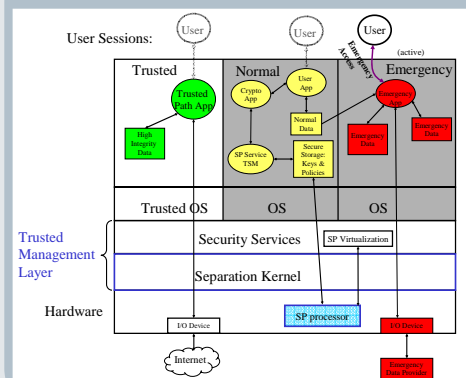 User
User
User
User Sessions:
(active)
Emergency
Access
Trusted
Normal
Emergency
Trusted
Path App
Crypto
App
User
App
Emergency
App
High
Integrity
Data
Normal
Data
Emergency
Data
Emergency
Data
SP Service
TSM
Secure
Storage:
Keys &
Policies
Trusted OS
OS
OS
Trusted
Management
Layer
Security Services
SP Virtualization
Separation Kernel
Hardware
SP processor
I/O Device
I/O Device
Internet
Emergency
Data Provider